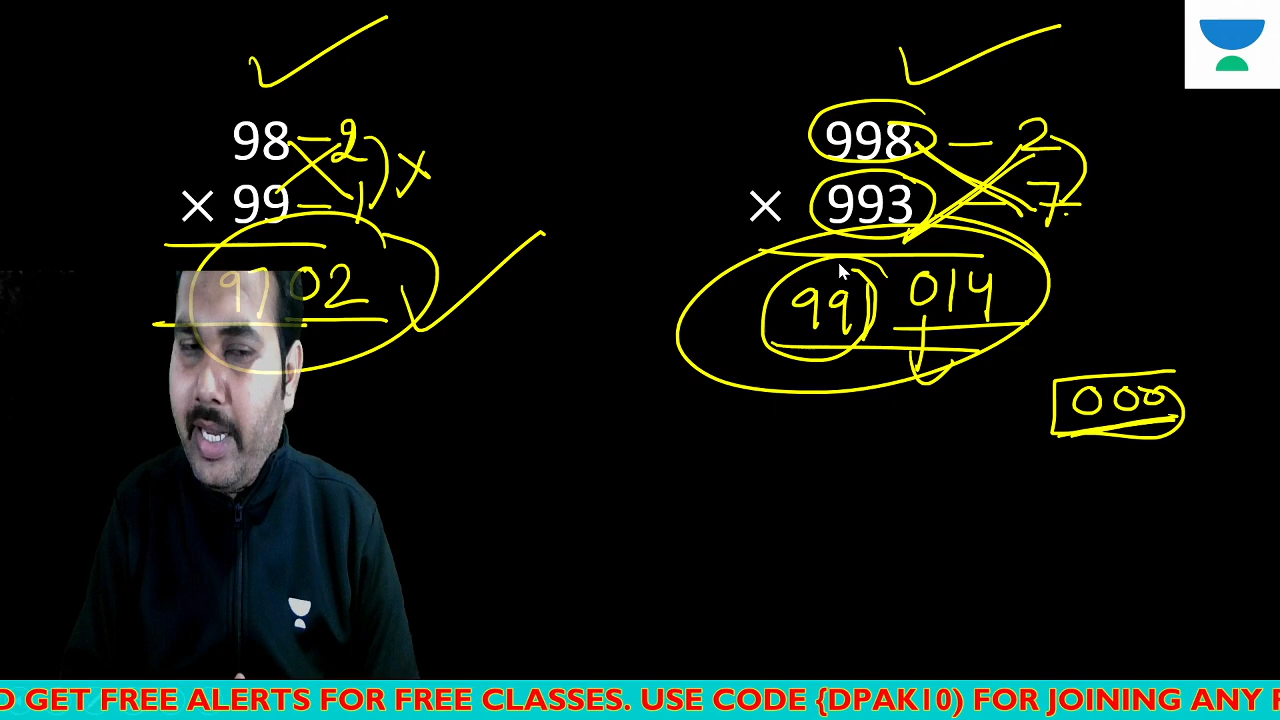 98 - 2
× 99 - 1 ×
9702
998 - 2
× 993 - 7
991 014
000
D GET FREE ALERTS FOR FREE CLASSES. USE CODE {DPAK10) FOR JOINING ANY